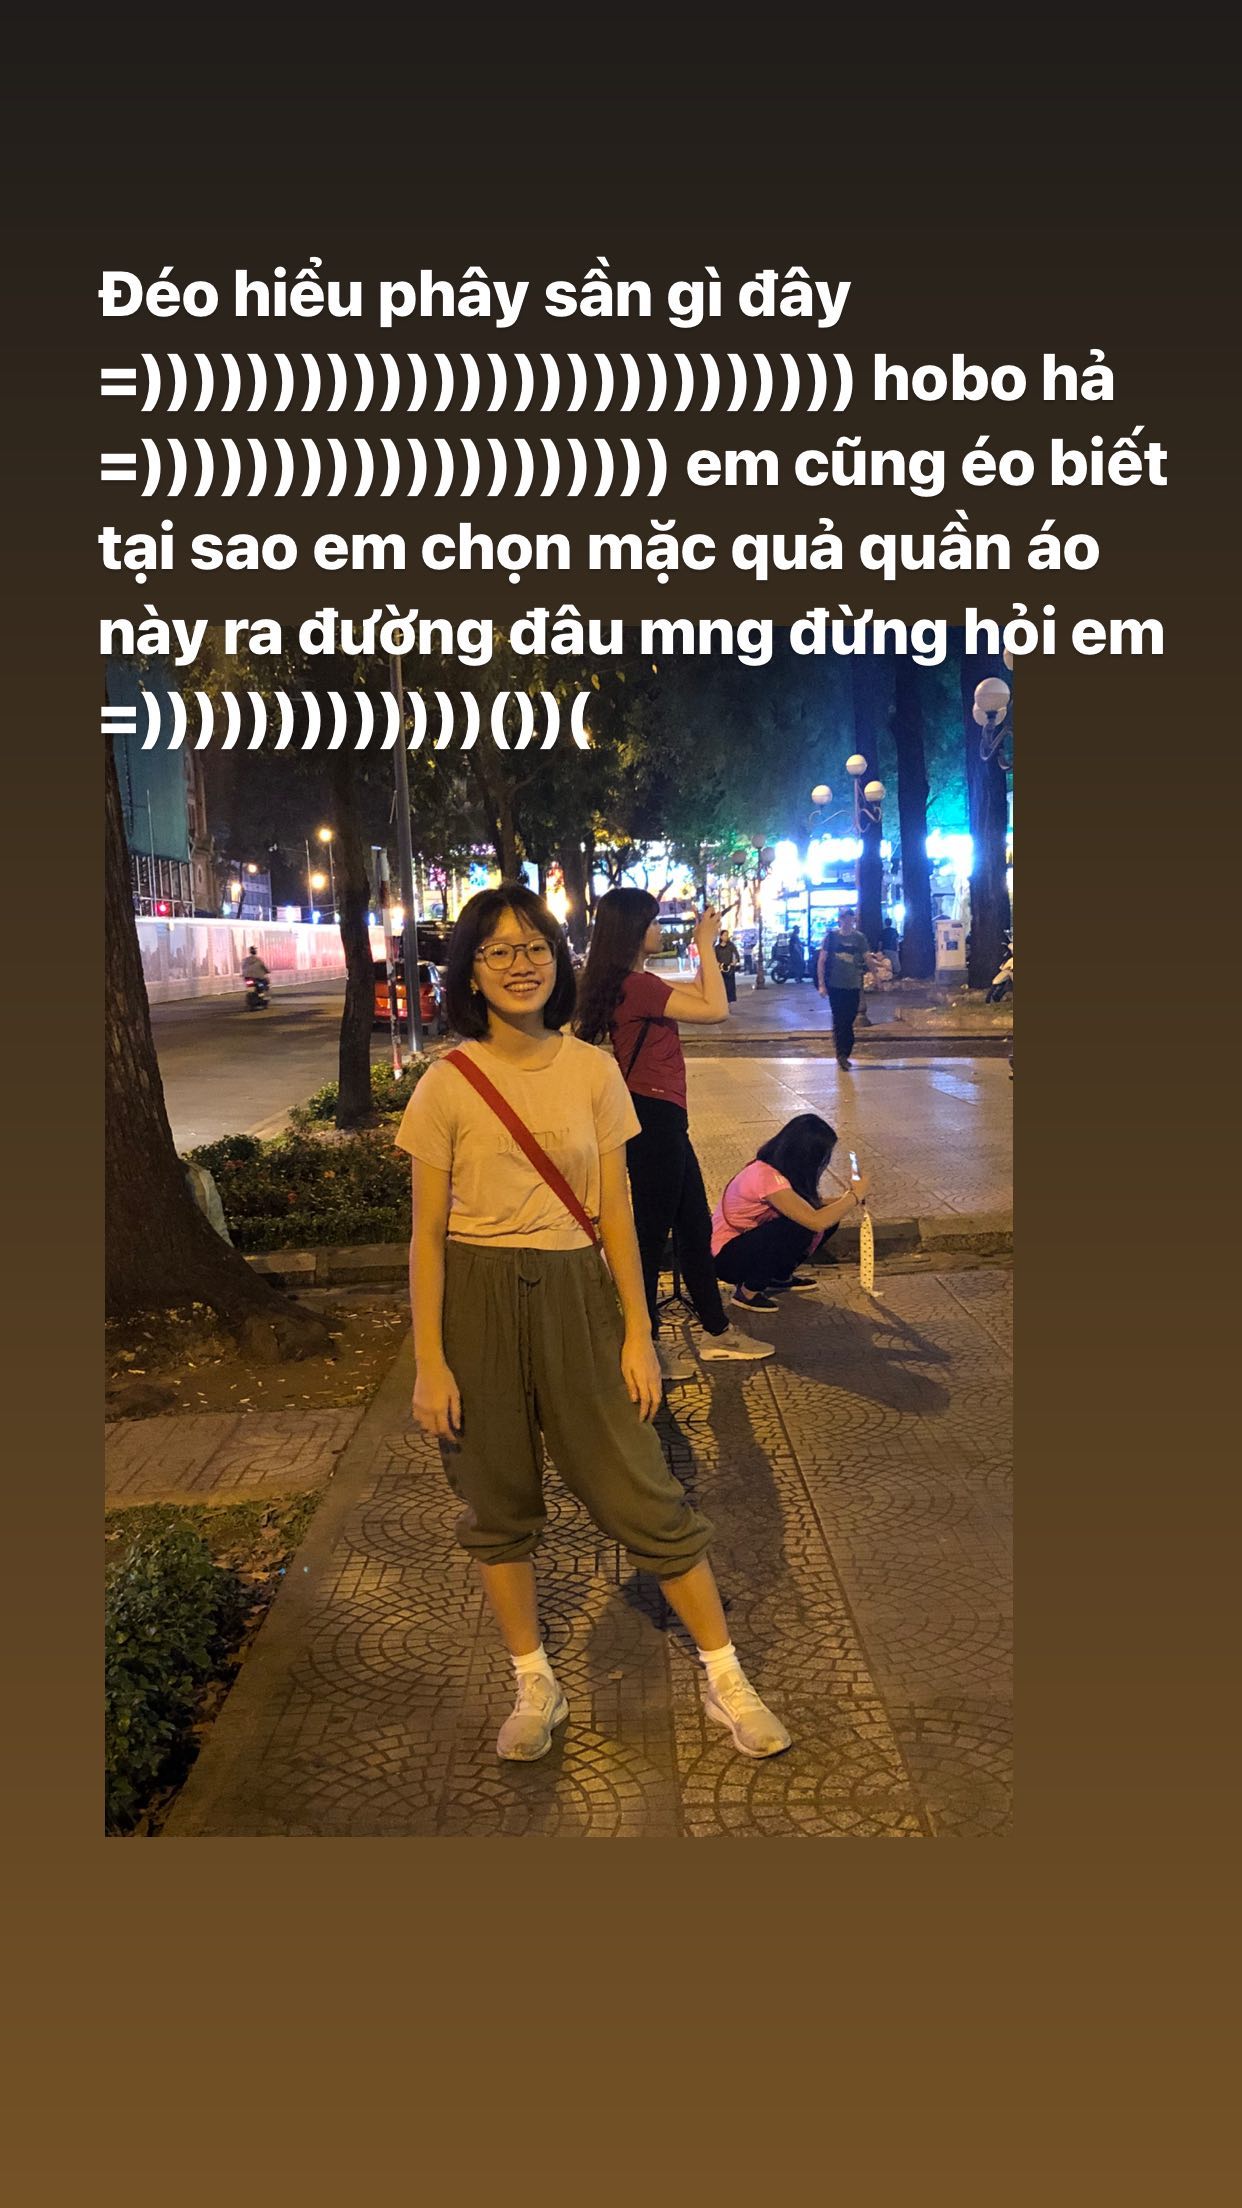 Đéo hiểu phây sần gì đây
=))))))))))))))))))))))))))) hobo hả
=)))))))))))))))))))) em cũng éo biết
tại sao em chọn mặc quả quần áo
này ra đường đâu mng đừng hỏi em
=)))))))))))))())(